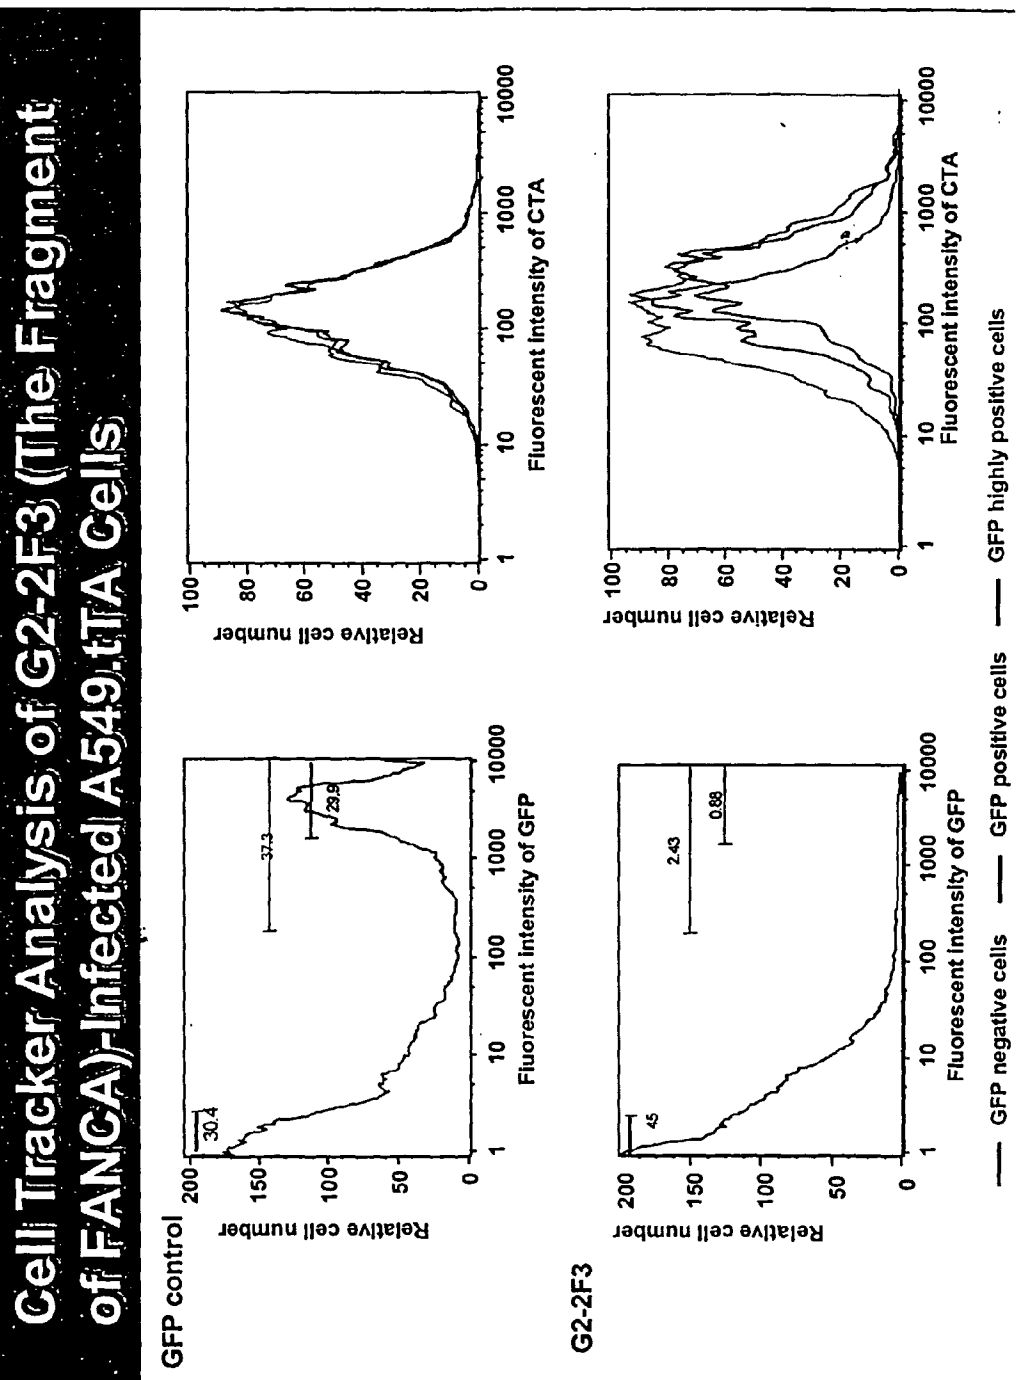 Cell Tracker Analysis of G2-2F3 (The Fragment
of FANCA)-Infected A549.tTA Cells
GFP control
Relative cell number
200
150
100
50
0
30.4
37.3
29.9
1 10 100 1000 10000
Fluorescent intensity of GFP
Relative cell number
100
80
60
40
20
0
1 10 100 1000 10000
Fluorescent intensity of CTA
G2-2F3
Relative cell number
200
150
100
50
0
45
2.43
0.88
1 10 100 1000 10000
Fluorescent intensity of GFP
Relative cell number
100
80
60
40
20
0
1 10 100 1000 10000
Fluorescent intensity of CTA
GFP negative cells GFP positive cells GFP highly positive cells